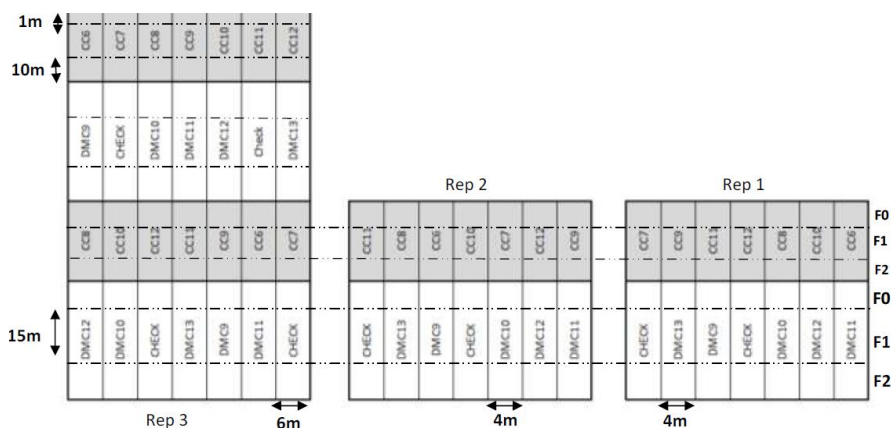 1m
CC6 CC7 CC8 CC9 CC10 CC11 CC12
10m
DMC9 CHECK DMC10 DMC11 DMC12 Check DMC13
Rep 2 Rep 1
CC8 CC10 CC12 CC11 CC9 CC6 CC7
CC11 CC8 CC6 CC10 CC7 CC12 CC9
CC7 CC9 CC11 CC12 CC8 CC10 CC6
F0
F1
F2
F0
15m
DMC12 DMC10 CHECK DMC13 DMC9 DMC11 CHECK
CHECK DMC13 DMC9 CHECK DMC10 DMC12 DMC11
CHECK DMC13 DMC9 CHECK DMC10 DMC12 DMC11
F1
F2
Rep 3 6m 4m 4m